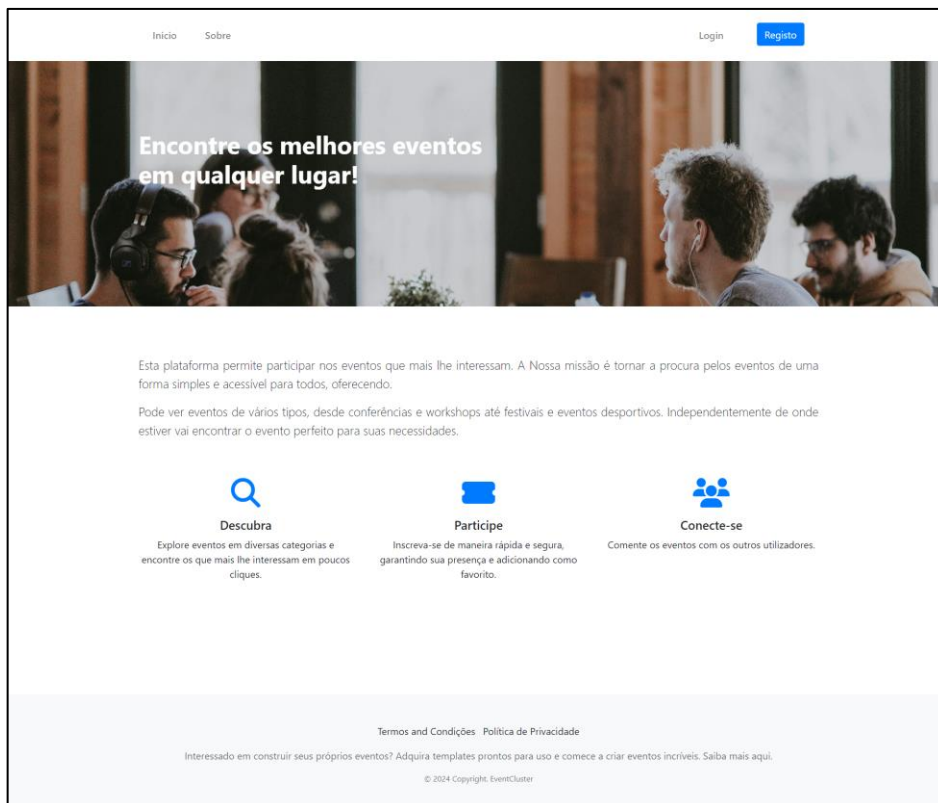 Início Sobre Login Registo
Encontre os melhores eventos
em qualquer lugar!
Esta plataforma permite participar nos eventos que mais lhe interessam. A Nossa missão é tornar a procura pelos eventos de uma
forma simples e acessível para todos, oferecendo.
Pode ver eventos de vários tipos, desde conferências e workshops até festivais e eventos desportivos. Independentemente de onde
estiver vai encontrar o evento perfeito para suas necessidades.
Descubra
Explore eventos em diversas categorias e
encontre os que mais lhe interessam em poucos
cliques.
Participe
Inscreva-se de maneira rápida e segura,
garantindo sua presença e adicionando como
favorito.
Conecte-se
Comente os eventos com os outros utilizadores.
Termos and Condições Política de Privacidade
Interessado em construir seus próprios eventos? Adquira templates prontos para uso e comece a criar eventos incríveis. Saiba mais aqui.
© 2024 Copyright. EventCluster